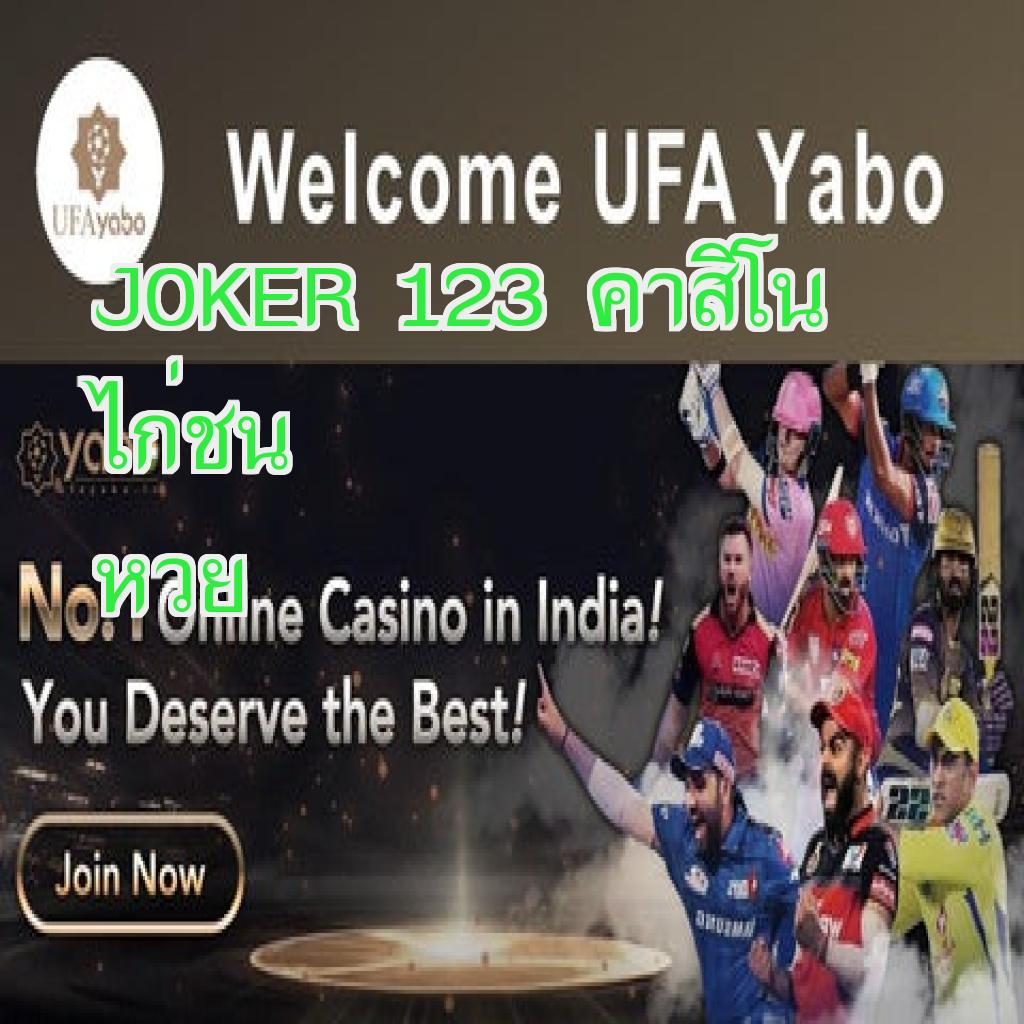 Welcome UFA Yabo
UFAyabo
JOKER 123 คาสิโน
ไก่ชน
หวย
No.1 Online Casino in India!
You Deserve the Best!
Join Now
22